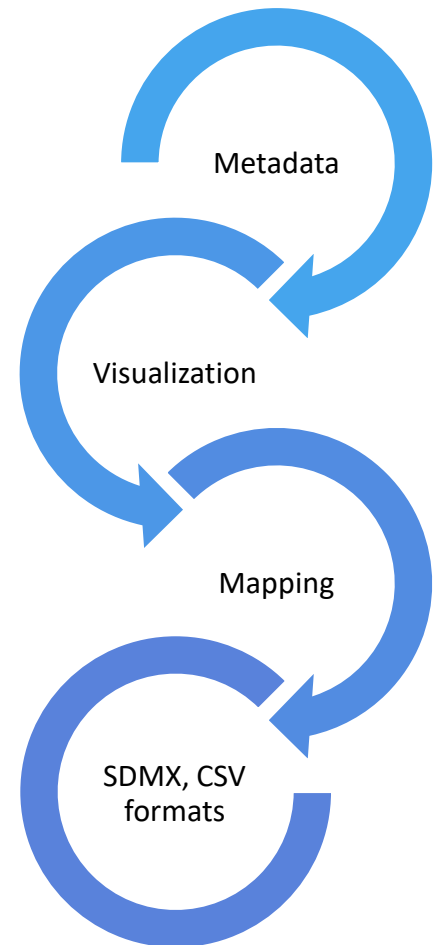 Metadata
Visualization
Mapping
SDMX, CSV
formats